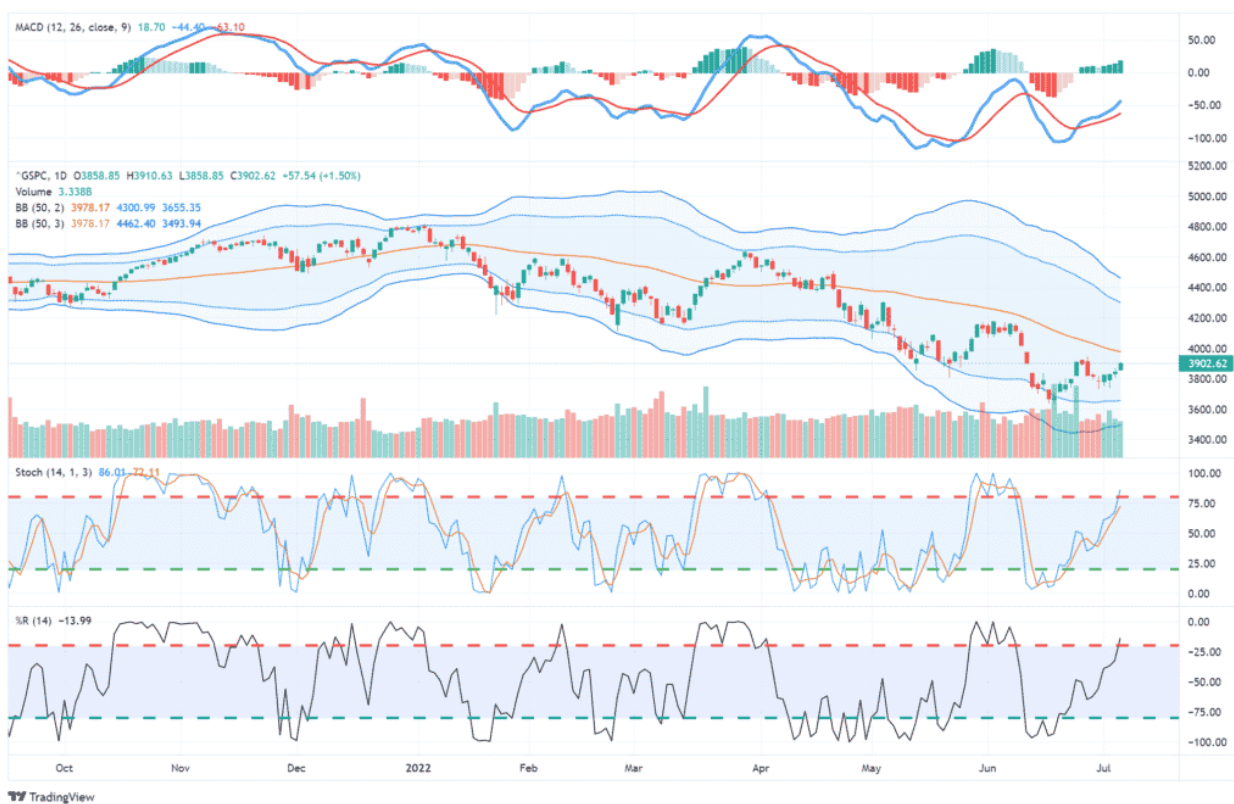 MACD (12, 26, close, 9) 18.70 −44.40 −63.10
50.00
0.00
−50.00
−100.00
5200.00
^GSPC, 1D O3858.85 H3910.63 L3858.85 C3902.62 +57.54 (+1.50%)
Volume 3.338B
BB (50, 2) 3978.17 4300.99 3655.35
BB (50, 3) 3978.17 4462.40 3493.94
5000.00
4800.00
4600.00
4400.00
4200.00
4000.00
3902.62
3800.00
3600.00
3400.00
Stoch (14, 1, 3) 86.01 72.11
100.00
75.00
50.00
25.00
0.00
%R (14) −13.99
0.00
−25.00
−50.00
−75.00
−100.00
Oct Nov Dec 2022 Feb Mar Apr May Jun Jul
TradingView